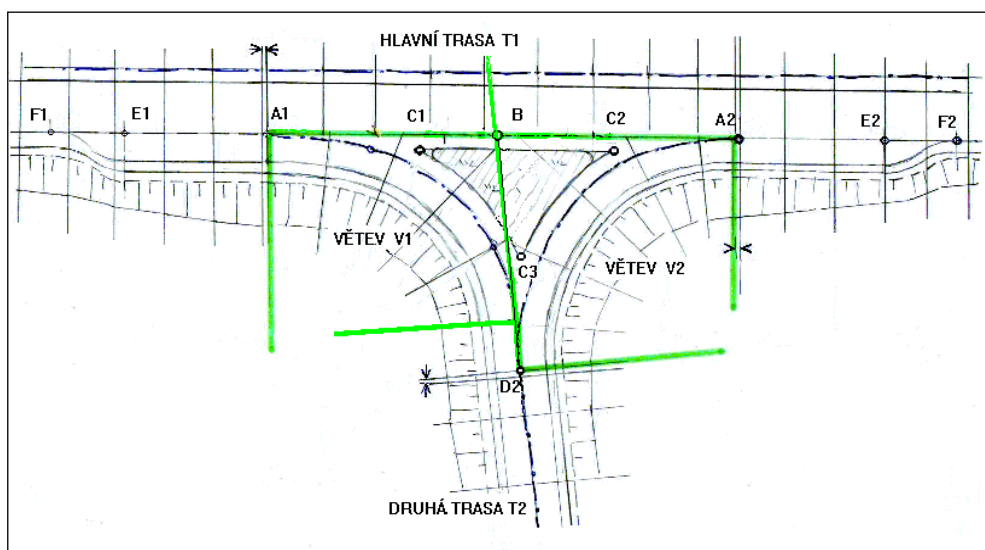 HLAVNÍ TRASA T1
F1 E1 A1 C1 B C2 A2 E2 F2
VĚTEV V1
VĚTEV V2
C3
D2
DRUHÁ TRASA T2